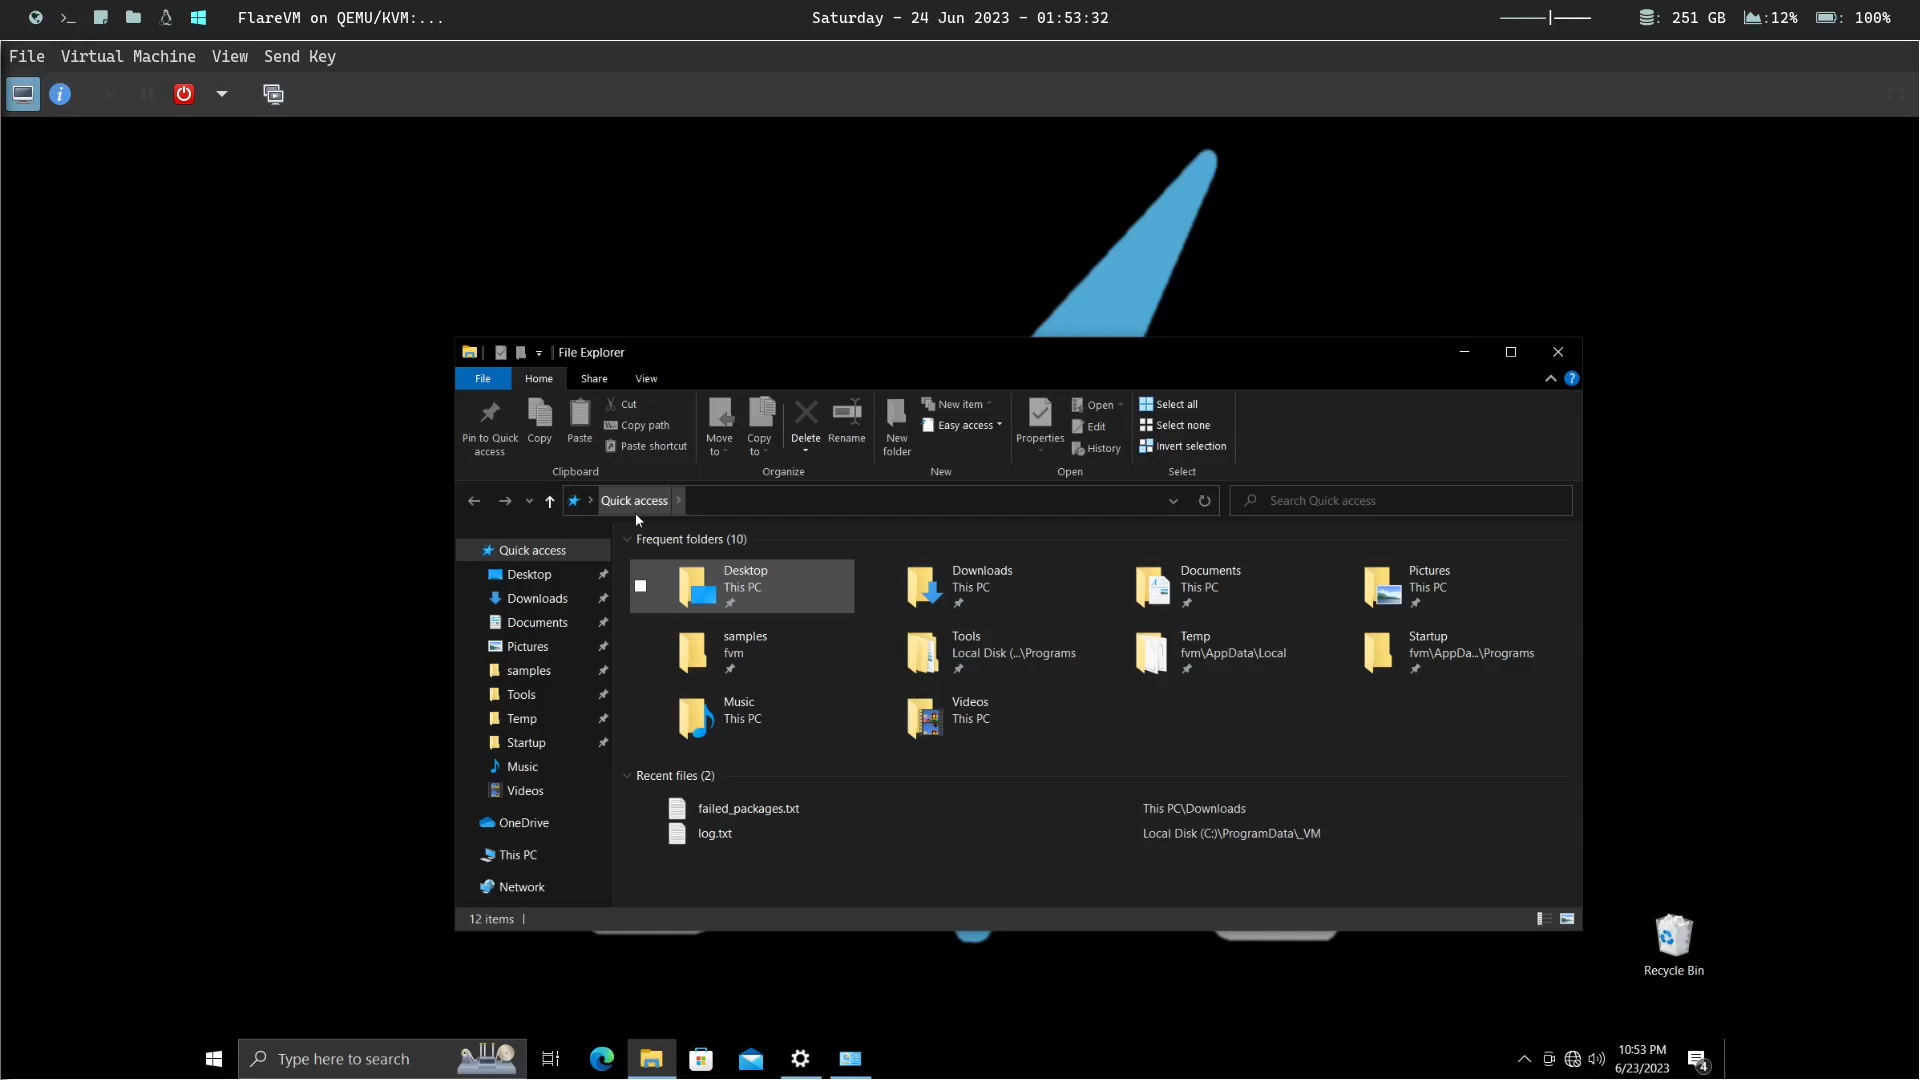 FlareVM on QEMU/KVM:...
Saturday - 24 Jun 2023 - 01:53:32
: 251 GB
:12%
: 100%
File Virtual Machine View Send Key
File Explorer
File Home Share View
Pin to Quick access
Copy
Paste
Cut
Copy path
Paste shortcut
Clipboard
Move to
Copy to
Delete
Rename
Organize
New folder
New item
Easy access
New
Properties
Open
Edit
History
Open
Select all
Select none
Invert selection
Select
Quick access
Search Quick access
Quick access
Desktop
Downloads
Documents
Pictures
samples
Tools
Temp
Startup
Music
Videos
OneDrive
This PC
Network
Frequent folders (10)
Desktop
This PC
Downloads
This PC
Documents
This PC
Pictures
This PC
samples
fvm
Tools
Local Disk (...\Programs
Temp
fvm\AppData\Local
Startup
fvm\AppDa...\Programs
Music
This PC
Videos
This PC
Recent files (2)
failed_packages.txt This PC\Downloads
log.txt Local Disk (C:)\ProgramData\_VM
12 items
Recycle Bin
Type here to search
10:53 PM
6/23/2023
4